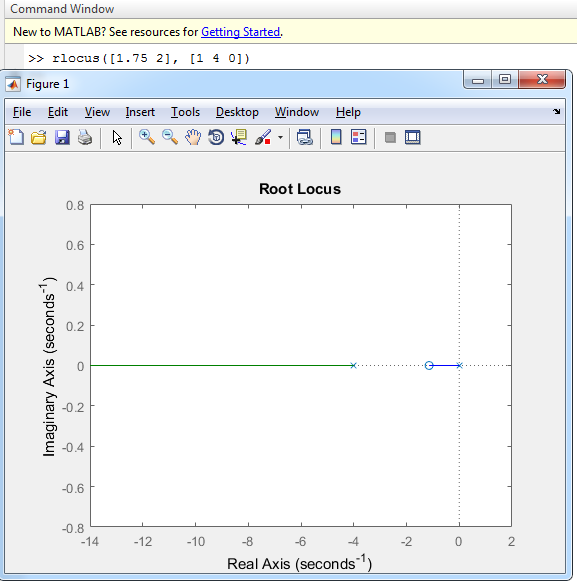 Command Window
New to MATLAB? See resources for Getting Started.
>> rlocus([1.75 2], [1 4 0])
Figure 1
File Edit View Insert Tools Desktop Window Help
Root Locus
0.8
0.6
0.4
0.2
0
-0.2
-0.4
-0.6
-0.8
Imaginary Axis (seconds⁻¹)
-14 -12 -10 -8 -6 -4 -2 0 2
Real Axis (seconds⁻¹)